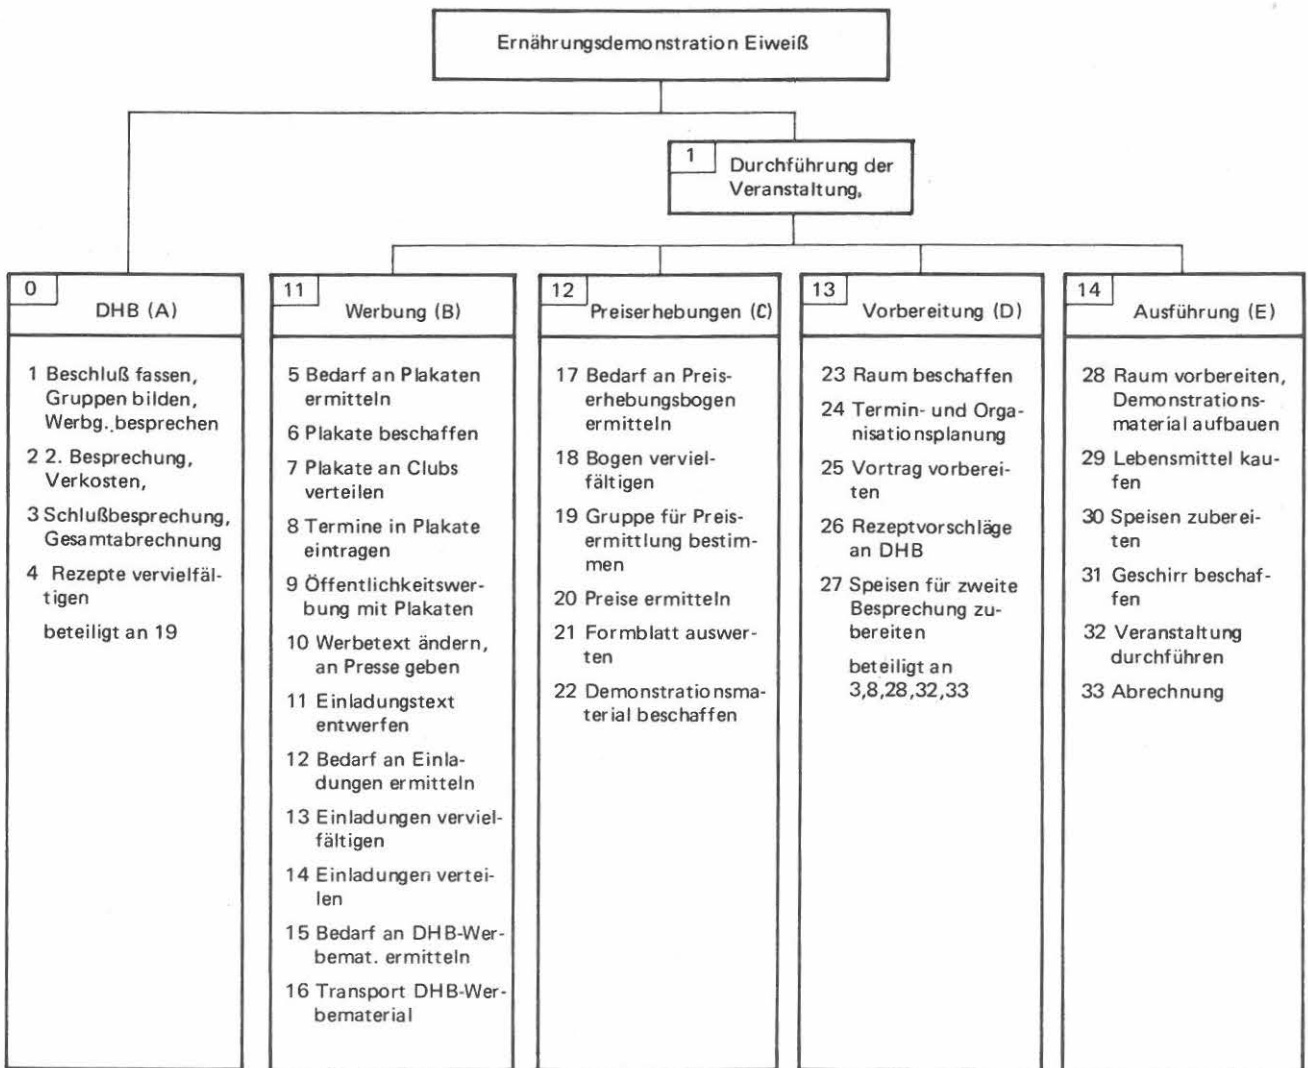 Ernährungsdemonstration Eiweiß
1
Durchführung der
Veranstaltung,
0
DHB (A)
1 Beschluß fassen,
Gruppen bilden,
Werbg. besprechen
2 2. Besprechung,
Verkosten,
3 Schlußbesprechung,
Gesamtabrechnung
4 Rezepte vervielfäl-
tigen
beteiligt an 19
11
Werbung (B)
5 Bedarf an Plakaten
ermitteln
6 Plakate beschaffen
7 Plakate an Clubs
verteilen
8 Termine in Plakate
eintragen
9 Öffentlichkeitswer-
bung mit Plakaten
10 Werbetext ändern,
an Presse geben
11 Einladungstext
entwerfen
12 Bedarf an Einla-
dungen ermitteln
13 Einladungen verviel-
fältigen
14 Einladungen vertei-
len
15 Bedarf an DHB-Wer-
bemat. ermitteln
16 Transport DHB-Wer-
bematerial
12
Preiserhebungen (C)
17 Bedarf an Preis-
erhebungsbogen
ermitteln
18 Bogen verviel-
fältigen
19 Gruppe für Preis-
ermittlung bestim-
men
20 Preise ermitteln
21 Formblatt auswer-
ten
22 Demonstrationsma-
terial beschaffen
13
Vorbereitung (D)
23 Raum beschaffen
24 Termin- und Orga-
nisationsplanung
25 Vortrag vorberei-
ten
26 Rezeptvorschläge
an DHB
27 Speisen für zweite
Besprechung zu-
bereiten
beteiligt an
3,8,28,32,33
14
Ausführung (E)
28 Raum vorbereiten,
Demonstrations-
material aufbauen
29 Lebensmittel kau-
fen
30 Speisen zuberei-
ten
31 Geschirr beschaf-
fen
32 Veranstaltung
durchführen
33 Abrechnung